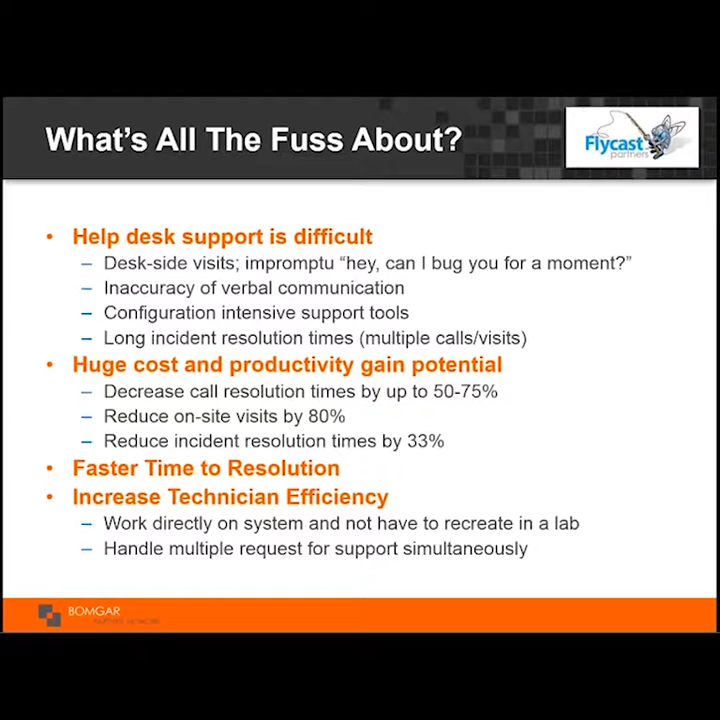 What's All The Fuss About?
Flycast
partners
• Help desk support is difficult
– Desk-side visits; impromptu “hey, can I bug you for a moment?”
– Inaccuracy of verbal communication
– Configuration intensive support tools
– Long incident resolution times (multiple calls/visits)
• Huge cost and productivity gain potential
– Decrease call resolution times by up to 50-75%
– Reduce on-site visits by 80%
– Reduce incident resolution times by 33%
• Faster Time to Resolution
• Increase Technician Efficiency
– Work directly on system and not have to recreate in a lab
– Handle multiple request for support simultaneously
BOMGAR